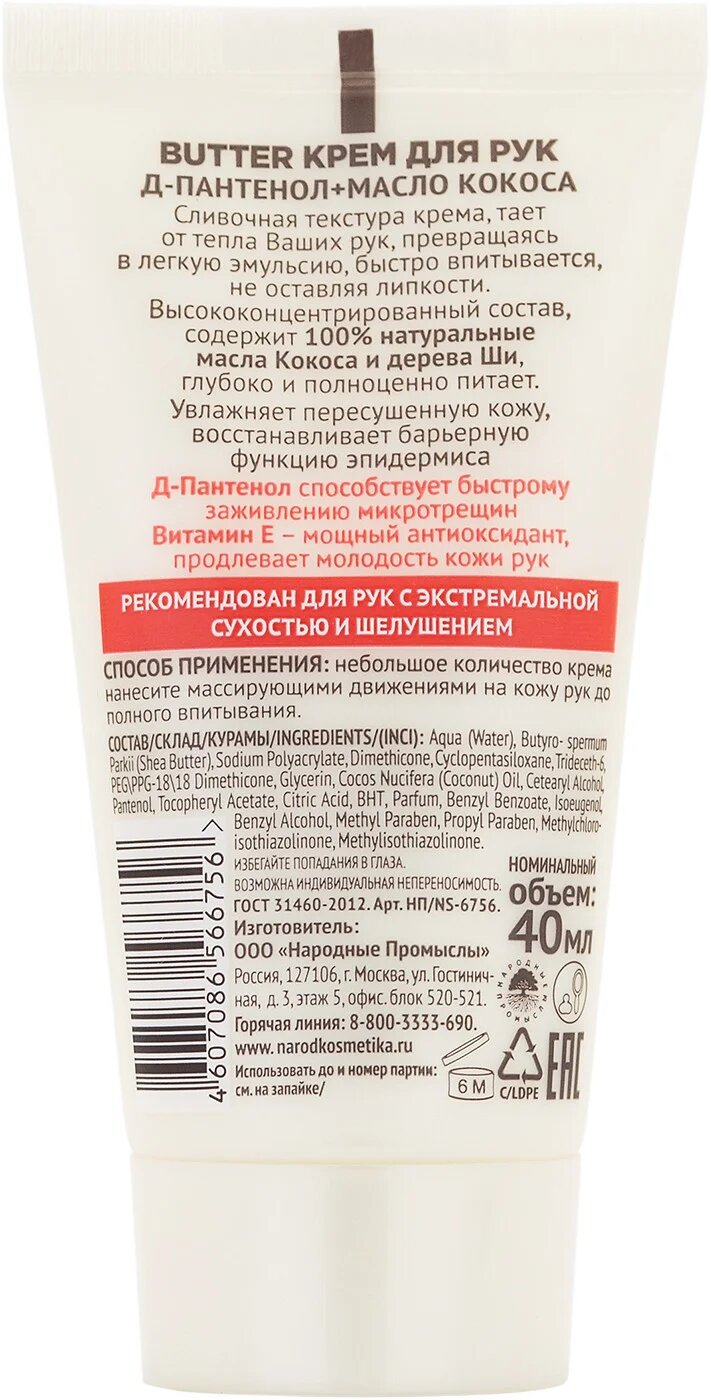 BUTTER КРЕМ ДЛЯ РУК
Д-ПАНТЕНОЛ+МАСЛО КОКОСА
Сливочная текстура крема, тает
от тепла Ваших рук, превращаясь
в легкую эмульсию, быстро впитывается,
не оставляя липкости.
Высококонцентрированный состав,
содержит 100% натуральные
масла Кокоса и дерева Ши,
глубоко и полноценно питает.
Увлажняет пересушенную кожу,
восстанавливает барьерную
функцию эпидермиса
Д-Пантенол способствует быстрому
заживлению микротрещин
Витамин Е – мощный антиоксидант,
продлевает молодость кожи рук
РЕКОМЕНДОВАН ДЛЯ РУК С ЭКСТРЕМАЛЬНОЙ
СУХОСТЬЮ И ШЕЛУШЕНИЕМ
СПОСОБ ПРИМЕНЕНИЯ: небольшое количество крема
нанесите массирующими движениями на кожу рук до
полного впитывания.
СОСТАВ/СКЛАД/КУРАМЫ/INGREDIENTS/(INCI): Aqua (Water), Butyro- spermum
Parkii (Shea Butter), Sodium Polyacrylate, Dimethicone, Cyclopentasiloxane, Trideceth-6,
PEG\PPG-18\18 Dimethicone, Glycerin, Cocos Nucifera (Coconut) Oil, Cetearyl Alcohol,
Pantenol, Tocopheryl Acetate, Citric Acid, BHT, Parfum, Benzyl Benzoate, Isoeugenol,
Benzyl Alcohol, Methyl Paraben, Propyl Paraben, Methylchloro-
isothiazolinone, Methylisothiazolinone.
ИЗБЕГАЙТЕ ПОПАДАНИЯ В ГЛАЗА.
ВОЗМОЖНА ИНДИВИДУАЛЬНАЯ НЕПЕРЕНОСИМОСТЬ.
ГОСТ 31460-2012. Арт. НП/NS-6756.
Изготовитель:
ООО «Народные Промыслы»
Россия, 127106, г. Москва, ул. Гостинич-
ная, д. 3, этаж 5, офис. блок 520-521.
Горячая линия: 8-800-3333-690.
www.narodkosmetika.ru
Использовать до и номер партии:
см. на запайке/
НОМИНАЛЬНЫЙ
объем:
40мл
НАРОДНЫЕ
ПРОМЫСЛЫ
6 М
C/LDPE
EAC
4607086566756 >